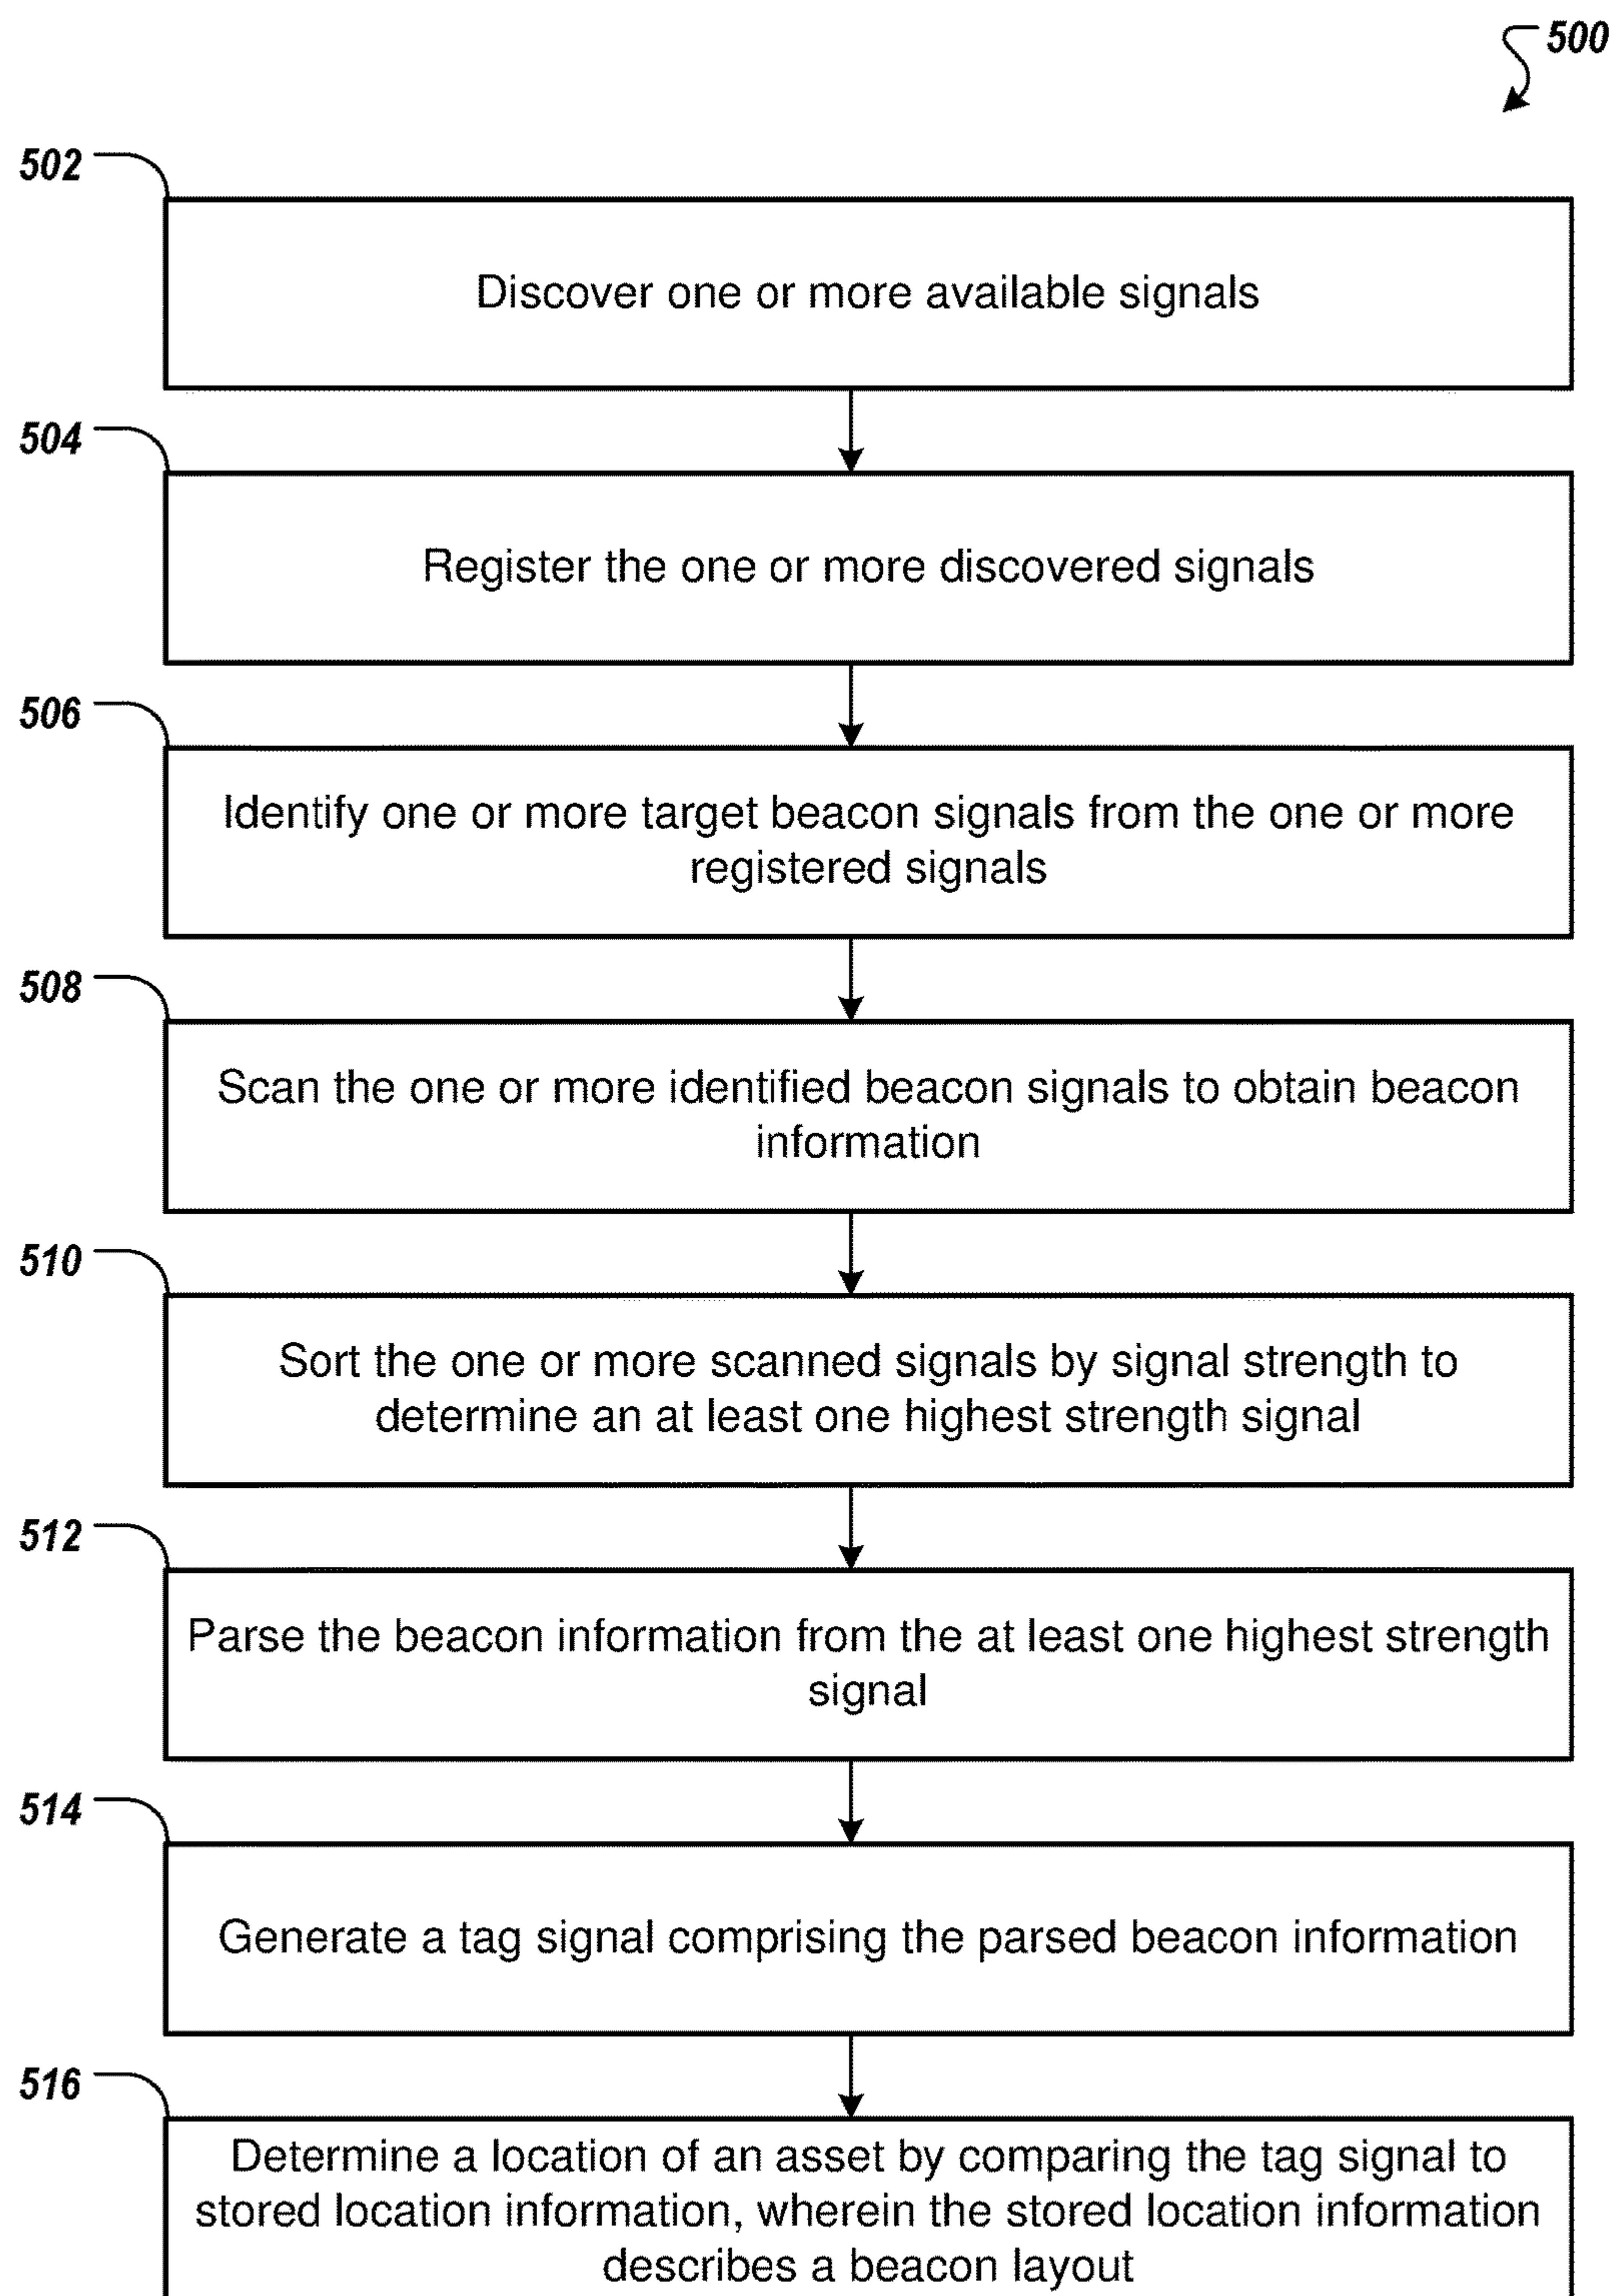 500
502
Discover one or more available signals
504
Register the one or more discovered signals
506
Identify one or more target beacon signals from the one or more
registered signals
508
Scan the one or more identified beacon signals to obtain beacon
information
510
Sort the one or more scanned signals by signal strength to
determine an at least one highest strength signal
512
Parse the beacon information from the at least one highest strength
signal
514
Generate a tag signal comprising the parsed beacon information
516
Determine a location of an asset by comparing the tag signal to
stored location information, wherein the stored location information
describes a beacon layout